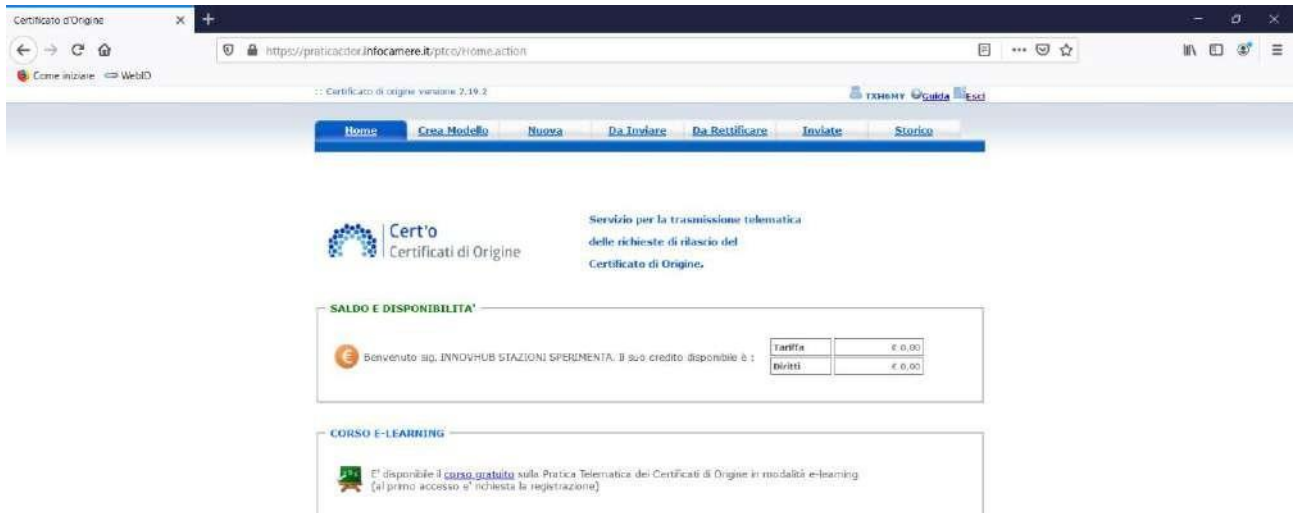 Certificato d'Origine
https://praticacdor.infocamere.it/ptco/Home.action
Come iniziare WebID
:: Certificato di origine versione 2.19.2
TXH6MY Guida Esci
Home Crea Modello Nuova Da Inviare Da Rettificare Inviate Storico
Cert'o
Certificati di Origine
Servizio per la trasmissione telematica
delle richieste di rilascio del
Certificato di Origine.
SALDO E DISPONIBILITA'
Benvenuto sig. INNOVHUB STAZIONI SPERIMENTA. Il suo credito disponibile è :
Tariffa € 0,00
Diritti € 0,00
CORSO E-LEARNING
E' disponibile il corso gratuito sulla Pratica Telematica dei Certificati di Origine in modalità e-learning
(al primo accesso e' richiesta la registrazione)